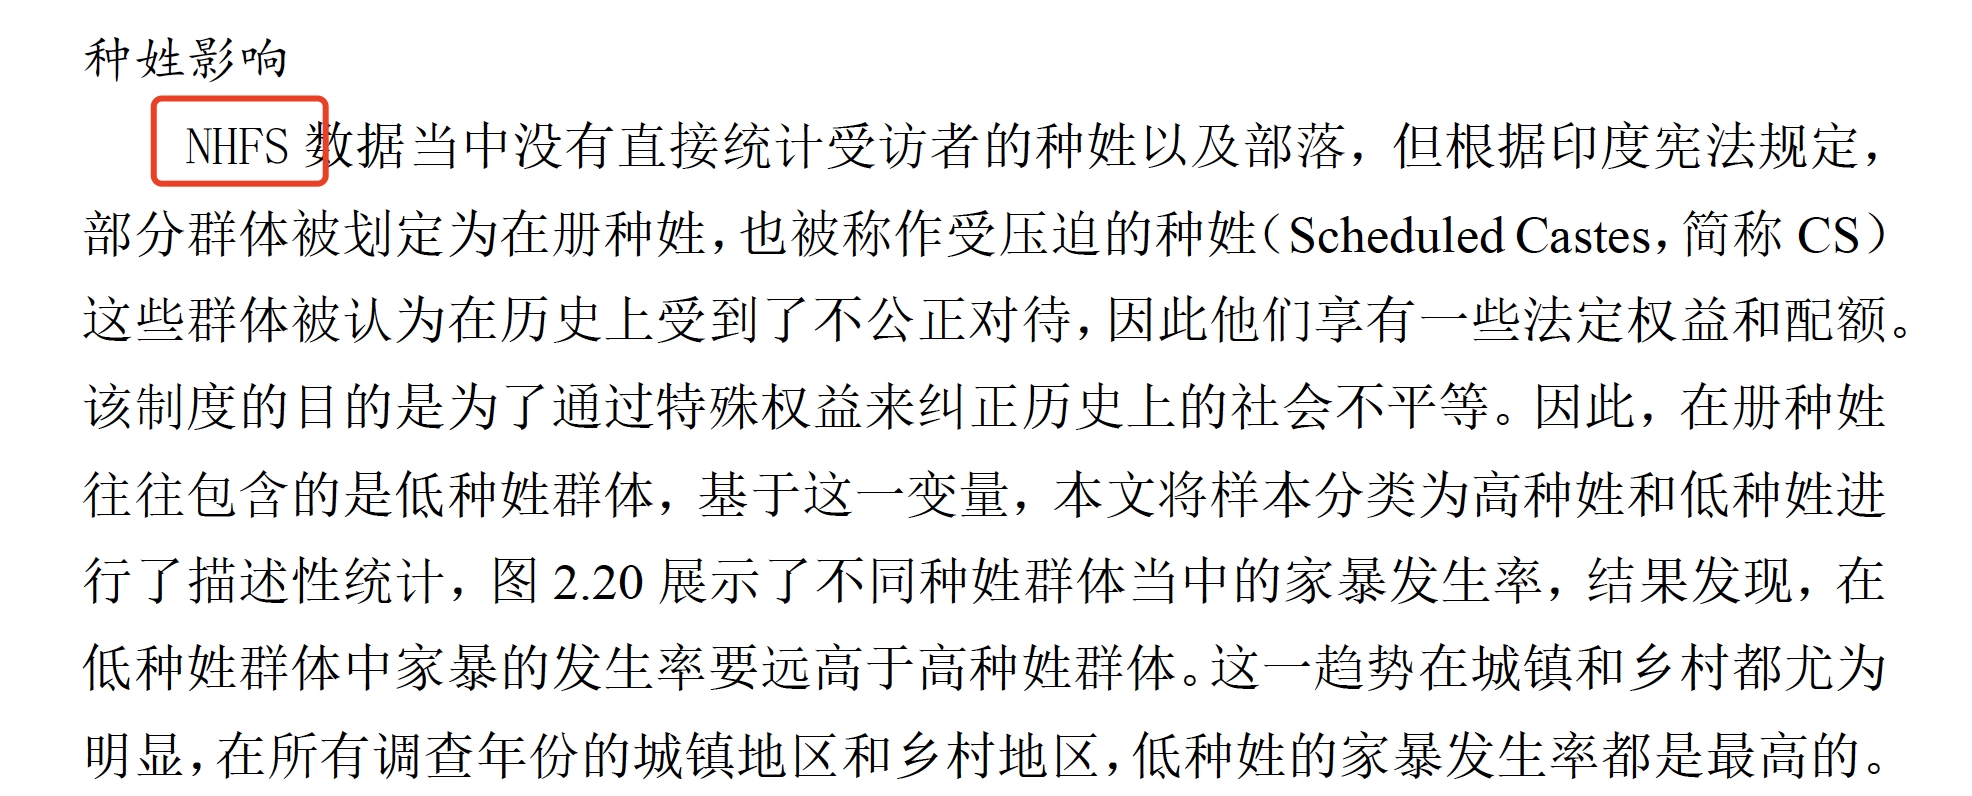 种姓影响
NHFS 数据当中没有直接统计受访者的种姓以及部落，但根据印度宪法规定，
部分群体被划定为在册种姓，也被称作受压迫的种姓（Scheduled Castes，简称 CS）
这些群体被认为在历史上受到了不公正对待，因此他们享有一些法定权益和配额。
该制度的目的是为了通过特殊权益来纠正历史上的社会不平等。因此，在册种姓
往往包含的是低种姓群体，基于这一变量，本文将样本分类为高种姓和低种姓进
行了描述性统计，图 2.20 展示了不同种姓群体当中的家暴发生率，结果发现，在
低种姓群体中家暴的发生率要远高于高种姓群体。这一趋势在城镇和乡村都尤为
明显，在所有调查年份的城镇地区和乡村地区，低种姓的家暴发生率都是最高的。